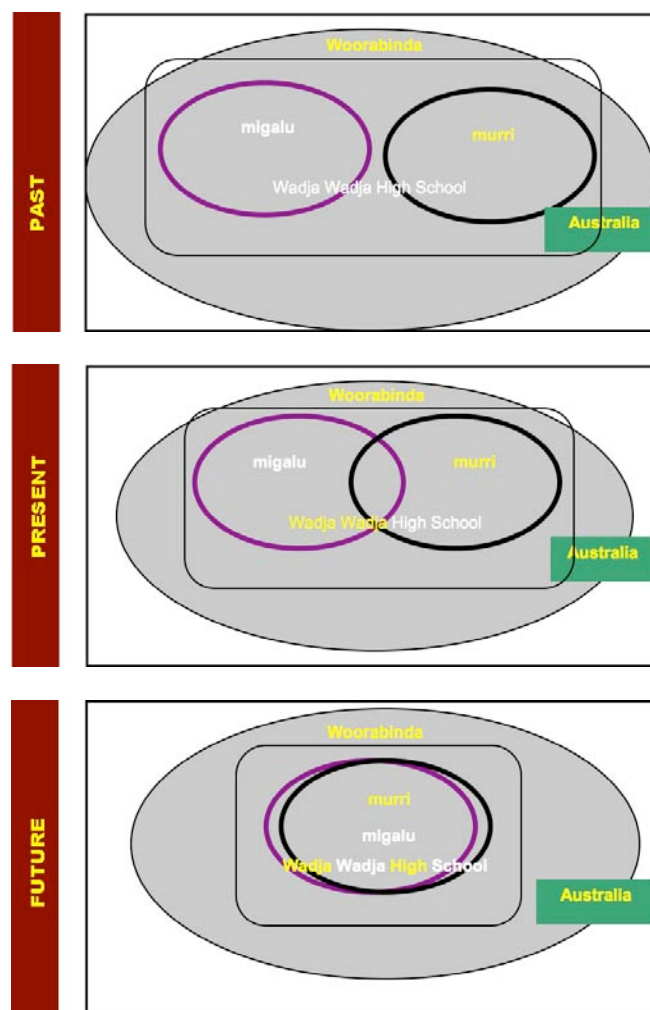 PAST
Woorabinda
migalu
murri
Wadja Wadja High School
Australia
PRESENT
Woorabinda
migalu
murri
Wadja Wadja High School
Australia
FUTURE
Woorabinda
murri
migalu
Wadja Wadja High School
Australia